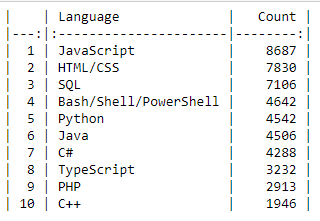 |    | Language              |   Count |
|---:|:----------------------|--------:|
|  1 | JavaScript            |    8687 |
|  2 | HTML/CSS              |    7830 |
|  3 | SQL                   |    7106 |
|  4 | Bash/Shell/PowerShell |    4642 |
|  5 | Python                |    4542 |
|  6 | Java                  |    4506 |
|  7 | C#                    |    4288 |
|  8 | TypeScript            |    3232 |
|  9 | PHP                   |    2913 |
| 10 | C++                   |    1946 |